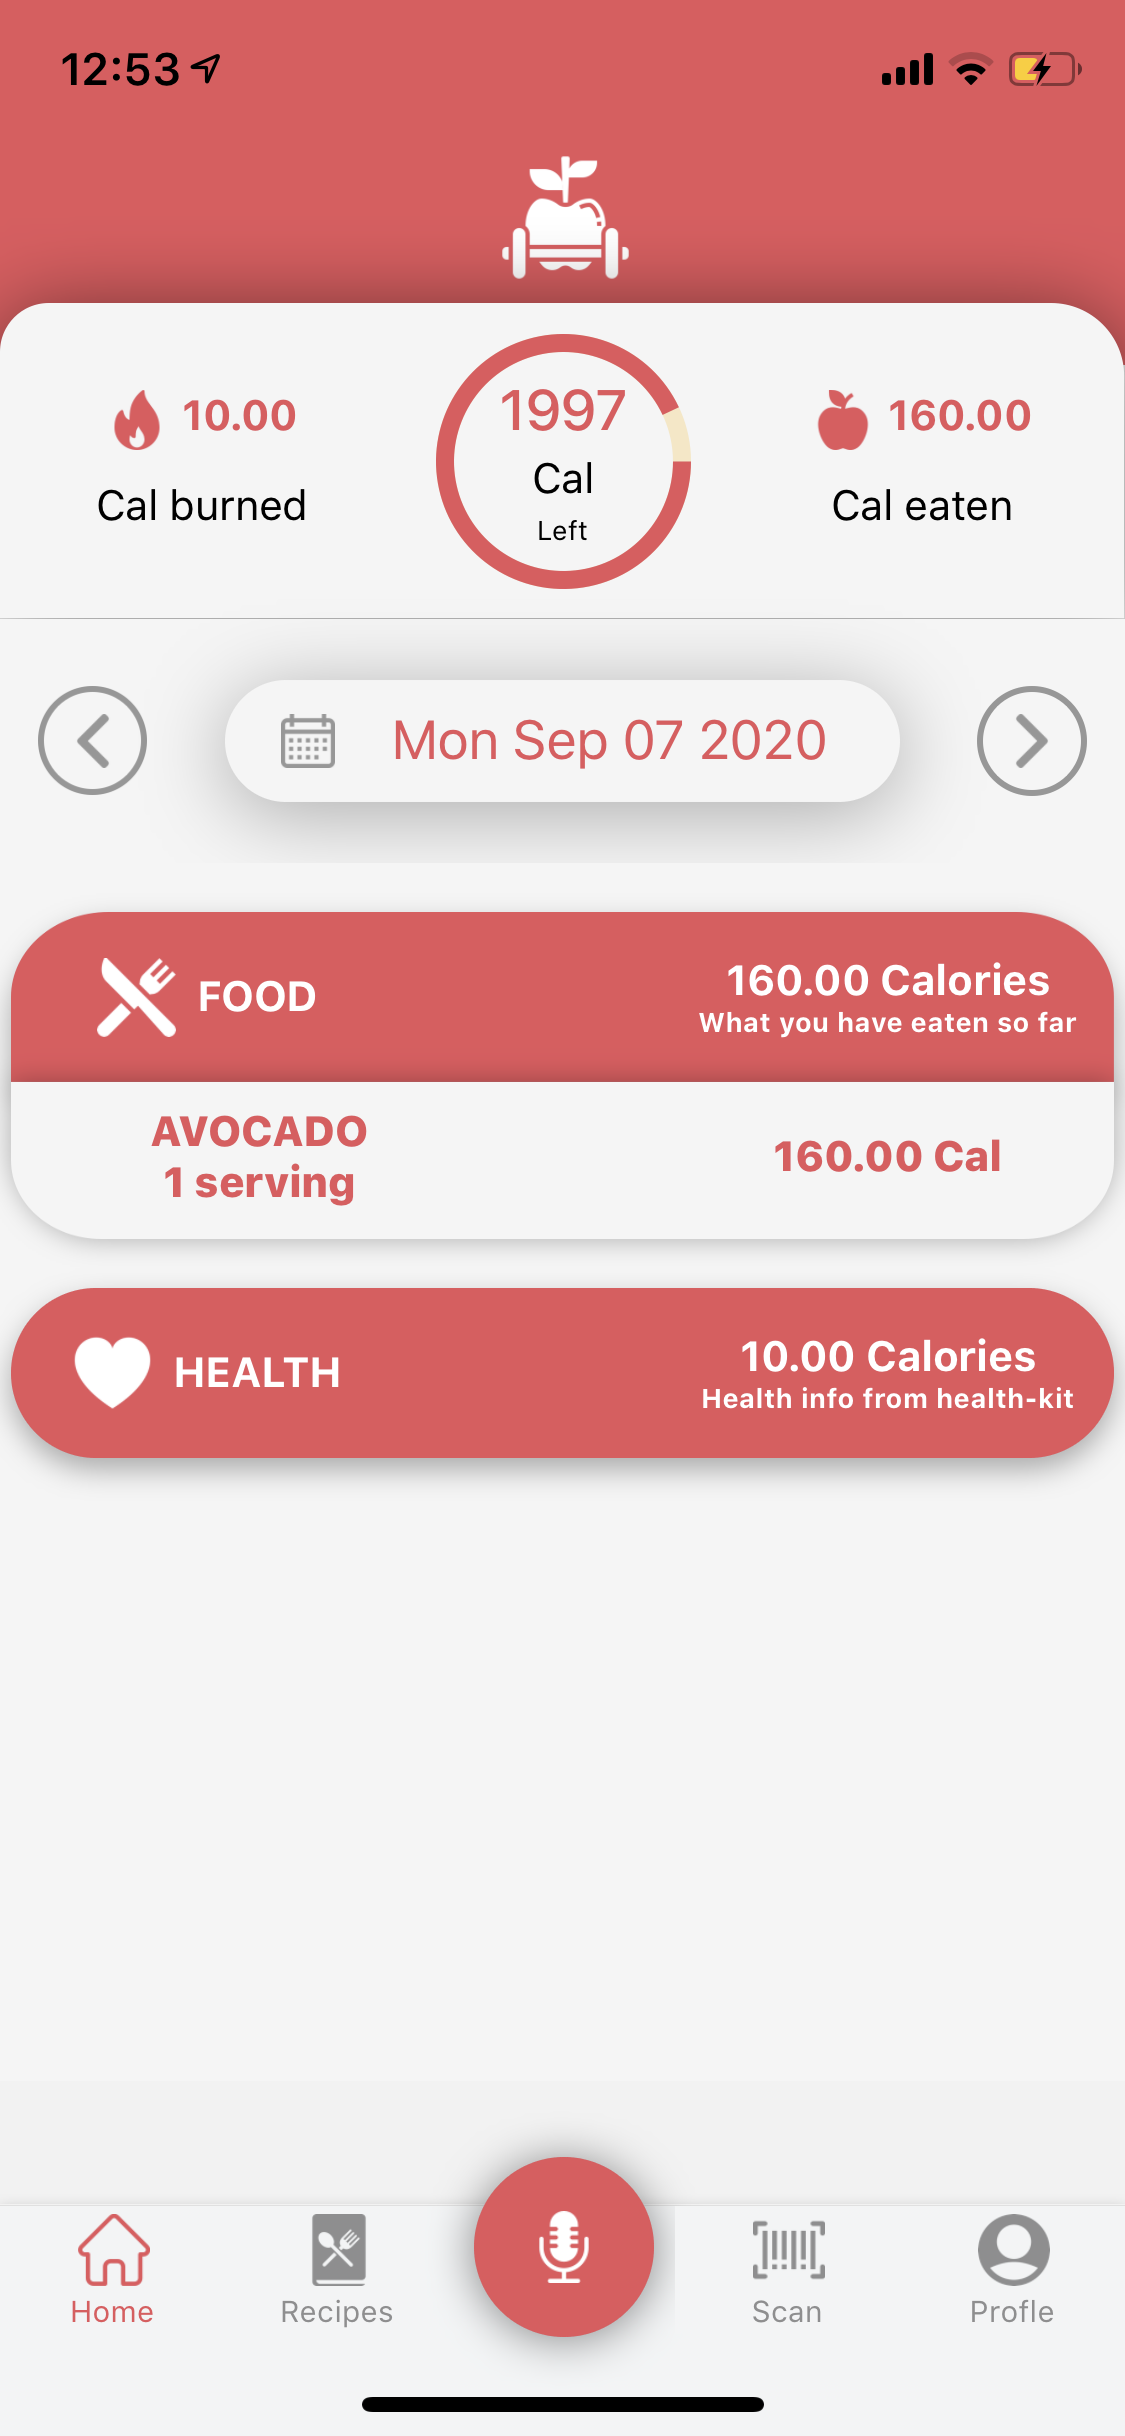 12:53
10.00
Cal burned
1997
Cal
Left
160.00
Cal eaten
Mon Sep 07 2020
FOOD
160.00 Calories
What you have eaten so far
AVOCADO
1 serving
160.00 Cal
HEALTH
10.00 Calories
Health info from health-kit
Home
Recipes
Scan
Profle